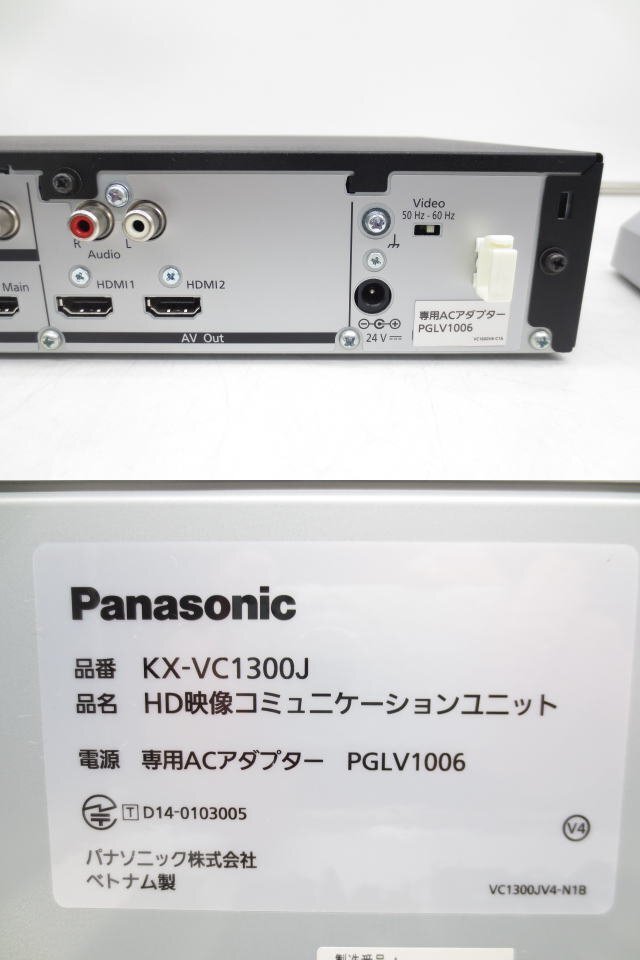 Video
50 Hz - 60 Hz
R L
Audio
Main
HDMI1
HDMI2
AV Out
24 V
専用ACアダプター
PGLV1006
Panasonic
品番 KX-VC1300J
品名 HD映像コミュニケーションユニット
電源 専用ACアダプター PGLV1006
T D14-0103005
V4
パナソニック株式会社
ベトナム製
VC1300JV4-N1B
製造番号